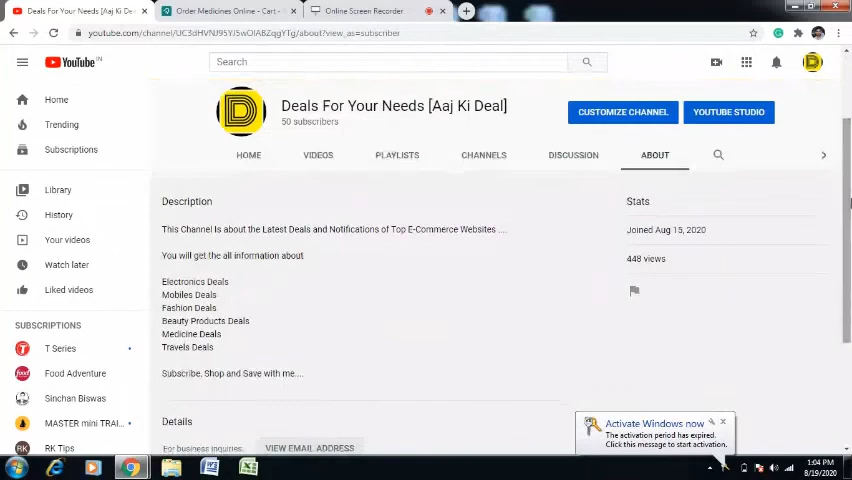 Deals For Your Needs [Aaj Ki De
Order Medicines Online - Cart -
Online Screen Recorder
youtube.com/channel/UC3dHVNJ95YJ5wOlABZqgYTg/about?view_as=subscriber
YouTube IN
Search
Deals For Your Needs [Aaj Ki Deal]
50 subscribers
CUSTOMIZE CHANNEL
YOUTUBE STUDIO
HOME VIDEOS PLAYLISTS CHANNELS DISCUSSION ABOUT
Home
Trending
Subscriptions
Library
History
Your videos
Watch later
Liked videos
SUBSCRIPTIONS
T Series
Food Adventure
Sinchan Biswas
MASTER mini TRAI...
RK RK Tips
Description
This Channel Is about the Latest Deals and Notifications of Top E-Commerce Websites ....
You will get the all information about
Electronics Deals
Mobiles Deals
Fashion Deals
Beauty Products Deals
Medicine Deals
Travels Deals
Subscribe, Shop and Save with me....
Details
For business inquiries:
VIEW EMAIL ADDRESS
Stats
Joined Aug 15, 2020
448 views
Activate Windows now
The activation period has expired.
Click this message to start activation.
1:04 PM
8/19/2020